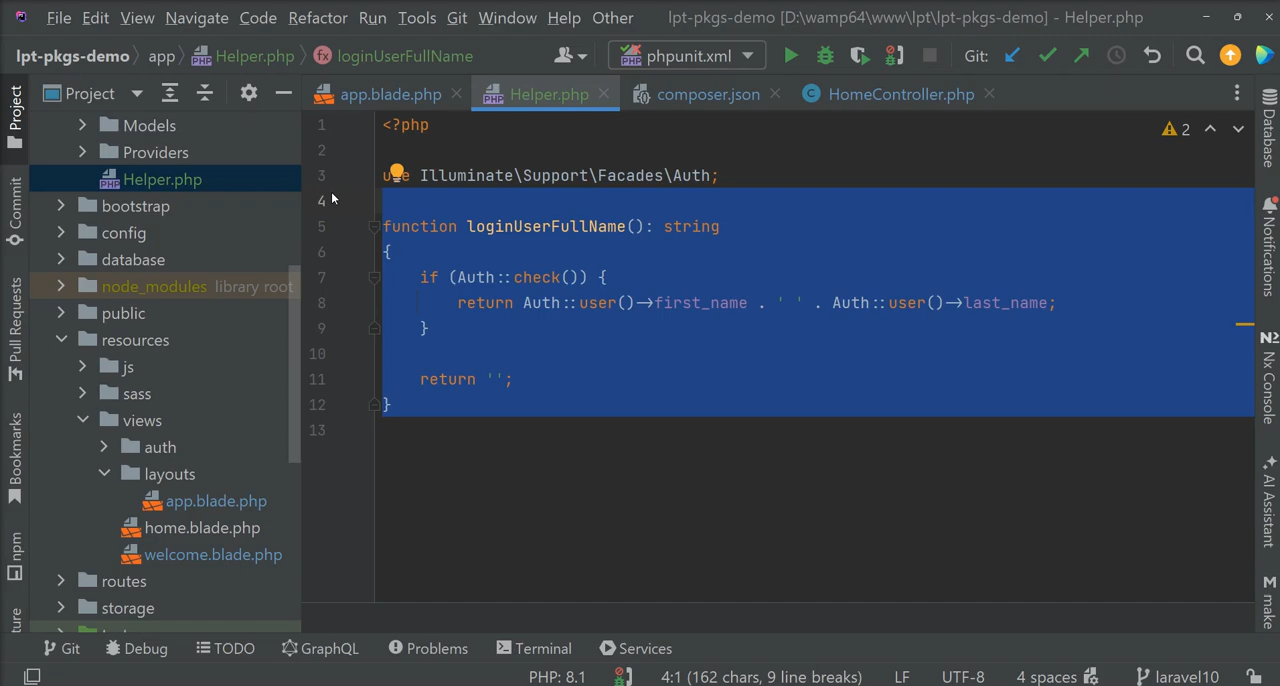 File Edit View Navigate Code Refactor Run Tools Git Window Help Other lpt-pkgs-demo [D:\wamp64\www\lpt\lpt-pkgs-demo] - Helper.php
lpt-pkgs-demo app Helper.php loginUserFullName phpunit.xml Git:
Project app.blade.php Helper.php composer.json HomeController.php
Project
Commit
Pull Requests
Bookmarks
npm
Models
Providers
Helper.php
bootstrap
config
database
node_modules library root
public
resources
js
sass
views
auth
layouts
app.blade.php
home.blade.php
welcome.blade.php
routes
storage
1 <?php
2
3 use Illuminate\Support\Facades\Auth;
4
5 function loginUserFullName(): string
6 {
7 if (Auth::check()) {
8 return Auth::user()->first_name . ' ' . Auth::user()->last_name;
9 }
10
11 return '';
12 }
13
2
Database
Notifications
Nx Console
AI Assistant
make
Git Debug TODO GraphQL Problems Terminal Services
PHP: 8.1 4:1 (162 chars, 9 line breaks) LF UTF-8 4 spaces laravel10